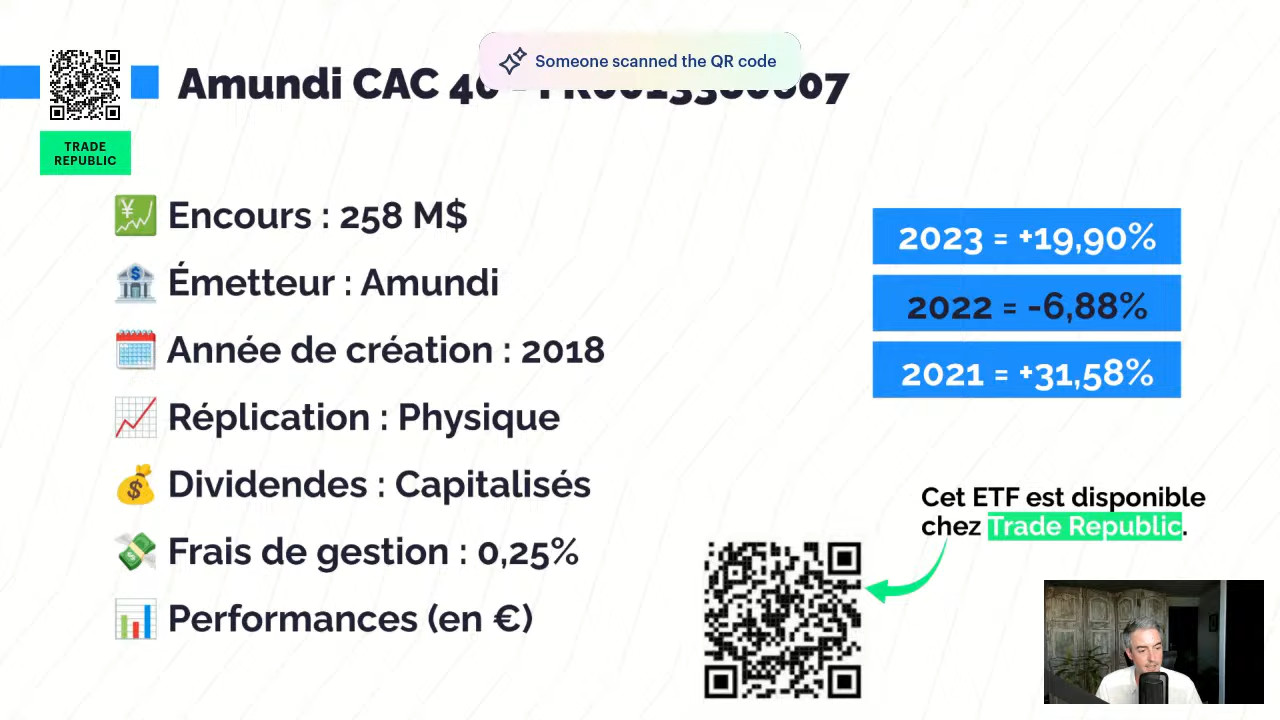 Someone scanned the QR code
Amundi CAC
TRADE
REPUBLIC
Encours : 258 M$
Émetteur : Amundi
Année de création : 2018
Réplication : Physique
Dividendes : Capitalisés
Frais de gestion : 0,25%
Performances (en €)
2023 = +19,90%
2022 = -6,88%
2021 = +31,58%
Cet ETF est disponible
chez Trade Republic.